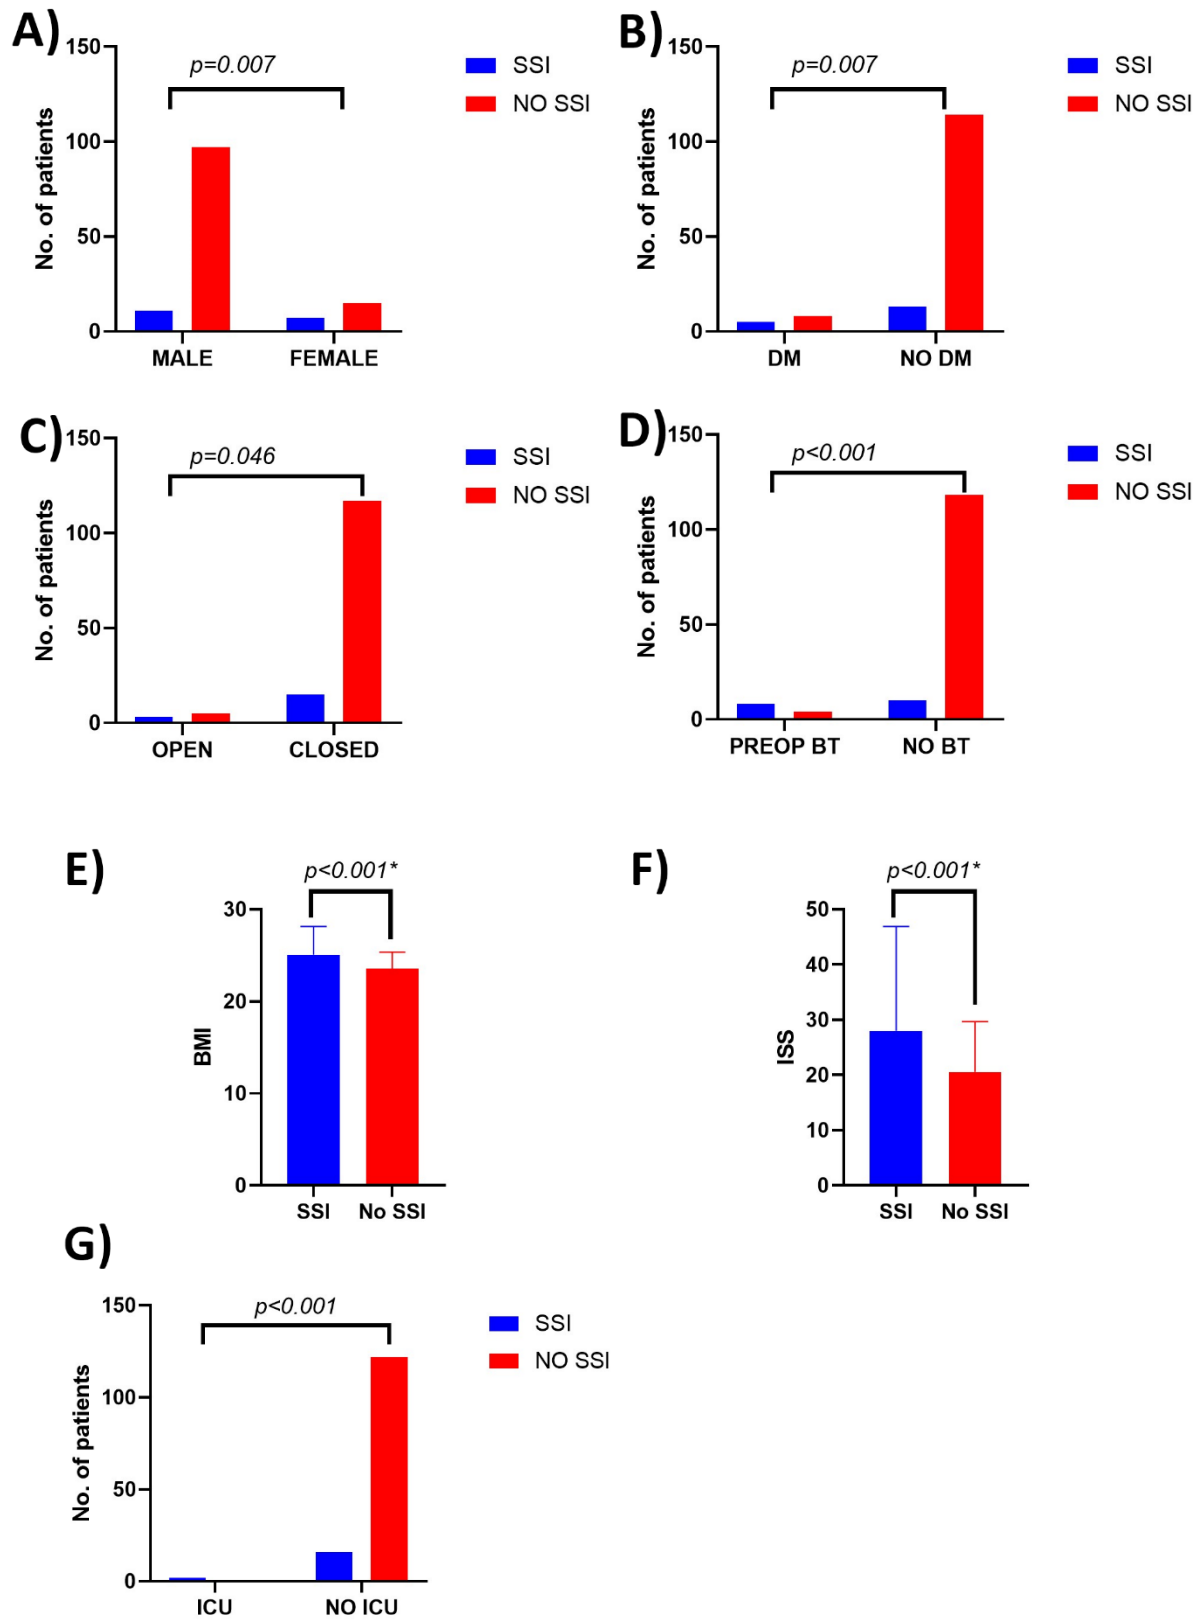 A)
150
100
50
0
No. of patients
p=0.007
SSI
NO SSI
MALE
FEMALE
B)
150
100
50
0
No. of patients
p=0.007
SSI
NO SSI
DM
NO DM
C)
150
100
50
0
No. of patients
p=0.046
SSI
NO SSI
OPEN
CLOSED
D)
150
100
50
0
No. of patients
p<0.001
SSI
NO SSI
PREOP BT
NO BT
E)
p<0.001*
30
20
10
0
BMI
SSI
No SSI
F)
p<0.001*
50
40
30
20
10
0
ISS
SSI
No SSI
G)
150
100
50
0
No. of patients
p<0.001
SSI
NO SSI
ICU
NO ICU